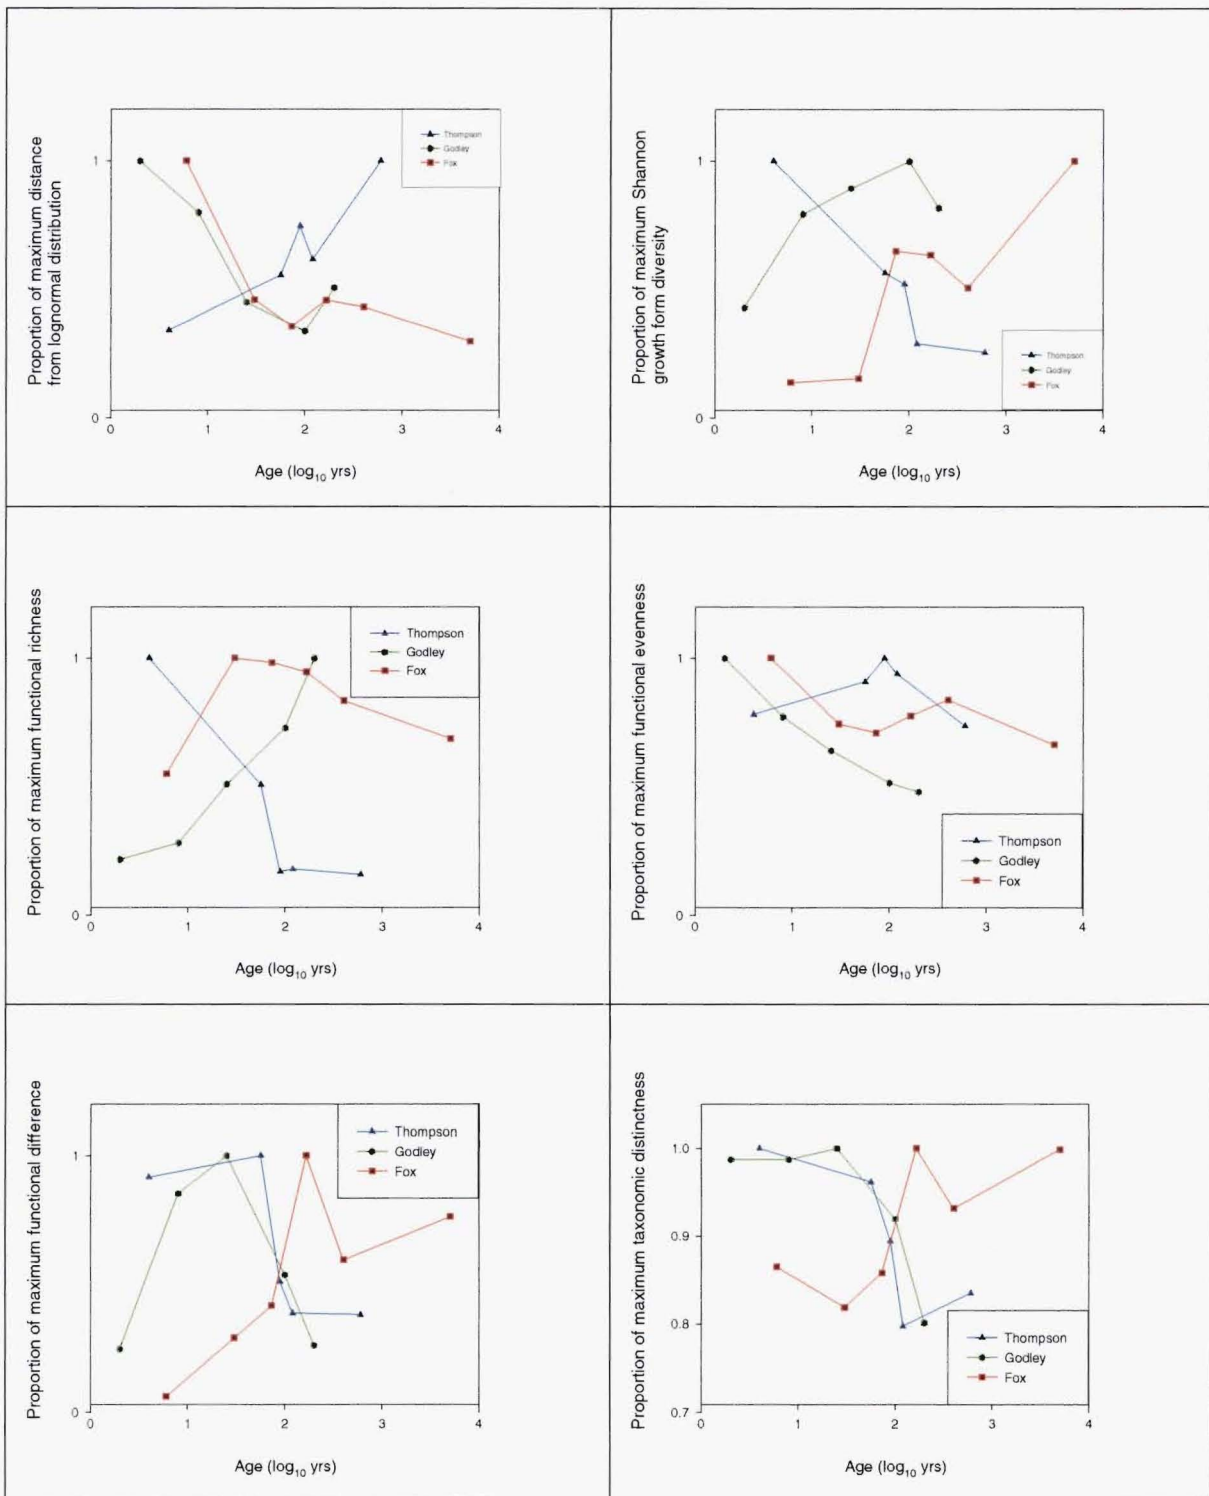 Proportion of maximum distance
from lognormal distribution
1
0
Thompson
Godley
Fox
0 1 2 3 4
Age (log10 yrs)
Proportion of maximum Shannon
growth form diversity
1
0
Thompson
Godley
Fox
0 1 2 3 4
Age (log10 yrs)
Proportion of maximum functional richness
1
0
Thompson
Godley
Fox
0 1 2 3 4
Age (log10 yrs)
Proportion of maximum functional evenness
1
0
Thompson
Godley
Fox
0 1 2 3 4
Age (log10 yrs)
Proportion of maximum functional difference
1
0
Thompson
Godley
Fox
0 1 2 3 4
Age (log10 yrs)
Proportion of maximum taxonomic distinctness
1.0
0.9
0.8
0.7
Thompson
Godley
Fox
0 1 2 3 4
Age (log10 yrs)